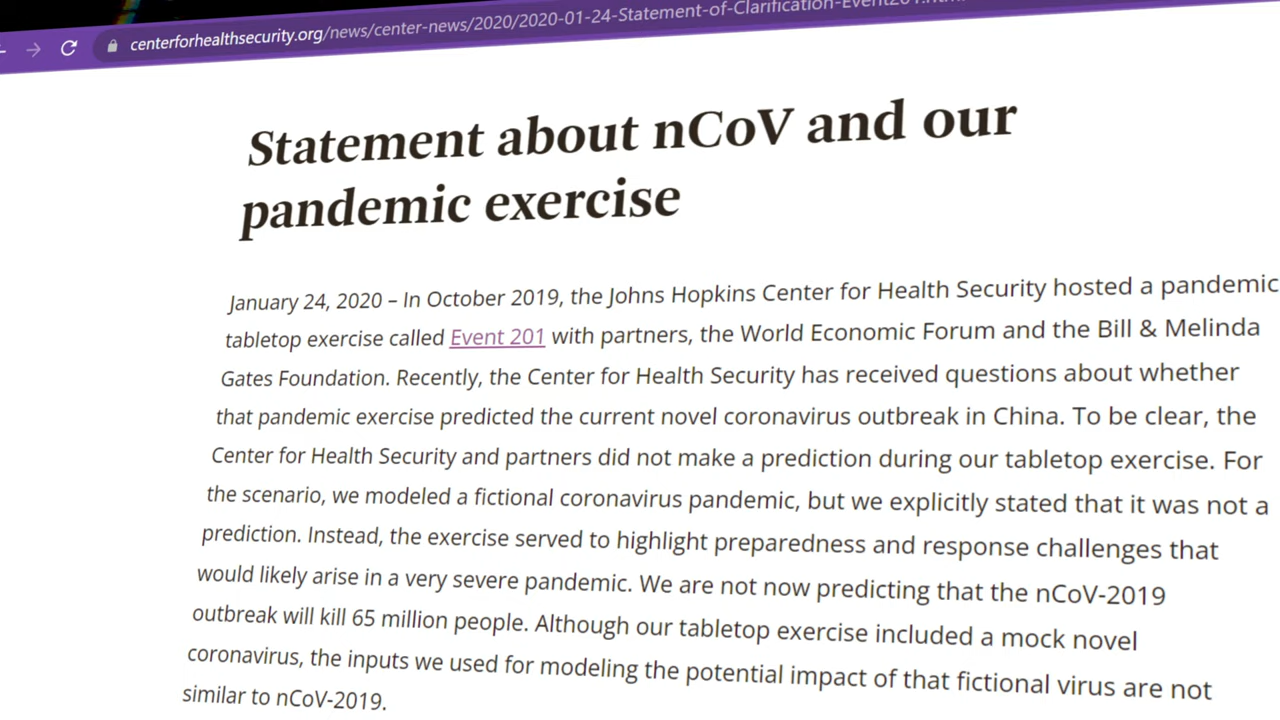 centerforhealthsecurity.org/news/center-news/2020/2020-01-24-Statement-of-Clarification-Event201.html
Statement about nCoV and our
pandemic exercise
January 24, 2020 – In October 2019, the Johns Hopkins Center for Health Security hosted a pandemic
tabletop exercise called Event 201 with partners, the World Economic Forum and the Bill & Melinda
Gates Foundation. Recently, the Center for Health Security has received questions about whether
that pandemic exercise predicted the current novel coronavirus outbreak in China. To be clear, the
Center for Health Security and partners did not make a prediction during our tabletop exercise. For
the scenario, we modeled a fictional coronavirus pandemic, but we explicitly stated that it was not a
prediction. Instead, the exercise served to highlight preparedness and response challenges that
would likely arise in a very severe pandemic. We are not now predicting that the nCoV-2019
outbreak will kill 65 million people. Although our tabletop exercise included a mock novel
coronavirus, the inputs we used for modeling the potential impact of that fictional virus are not
similar to nCoV-2019.